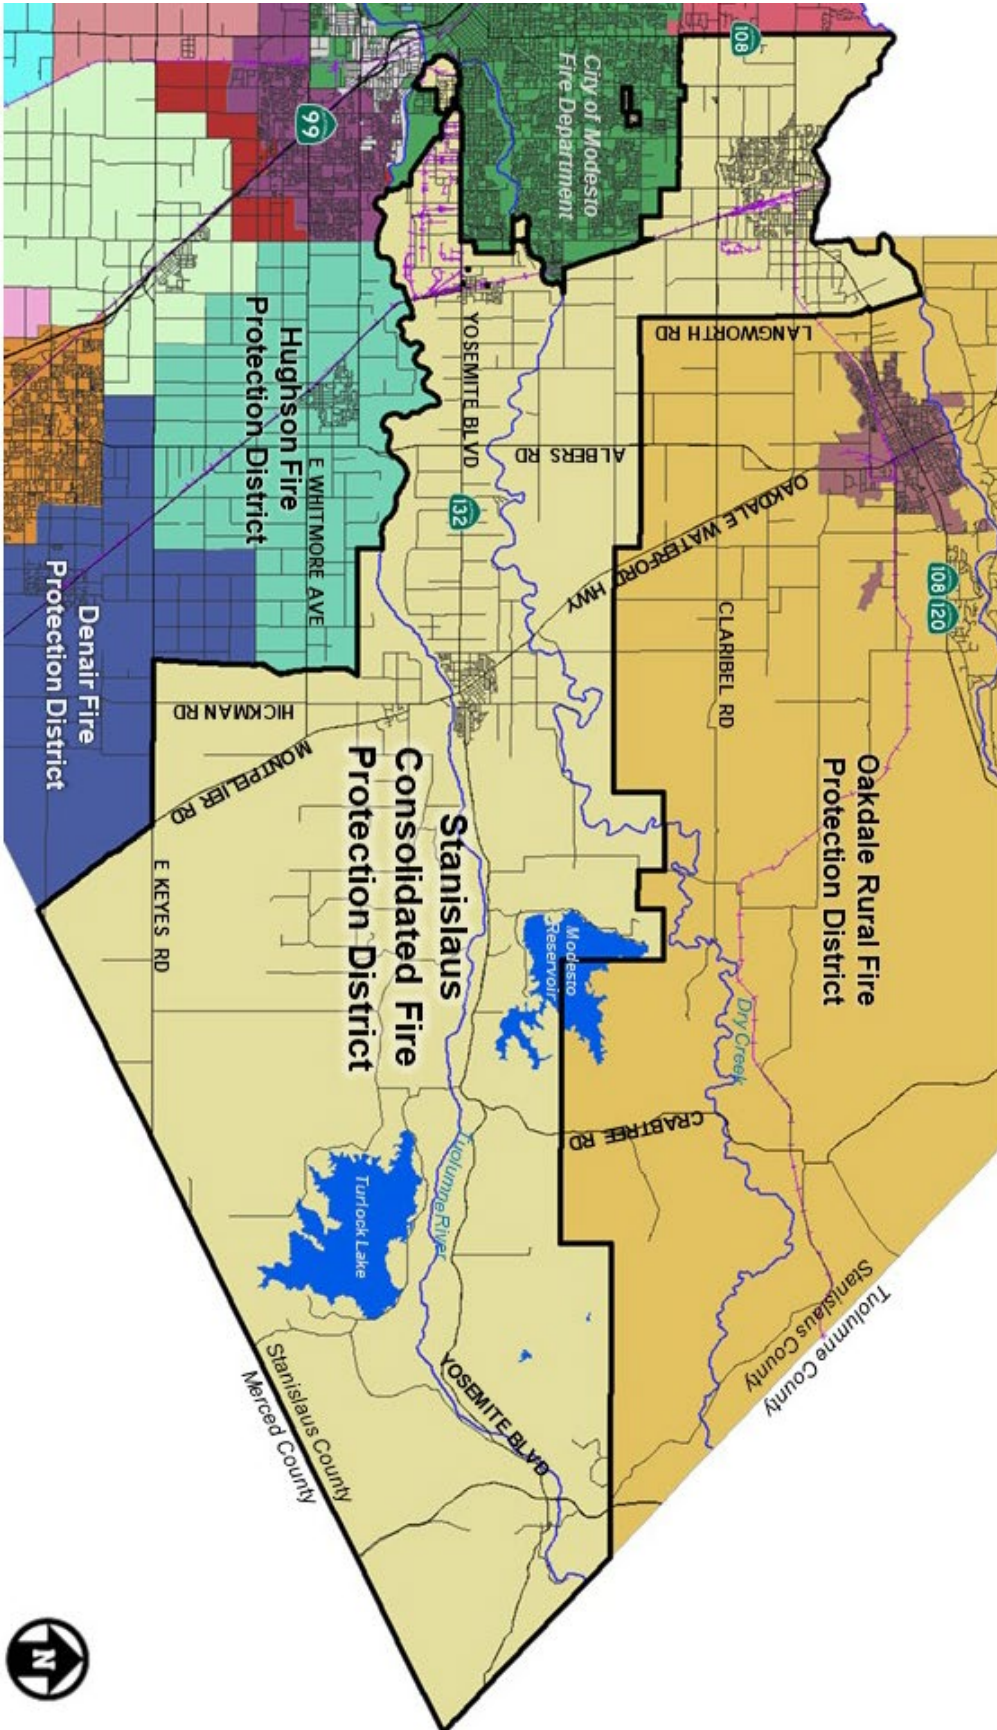 108
City of Modesto
Fire Department
99
LANGWORTH RD
YOSEMITE BLVD
Hughson Fire
Protection District
ALBERS RD
OAKDALE WATERFORD HWY
132
E WHITMORE AVE
108 120
CLARIBEL RD
Denair Fire
Protection District
HICKMAN RD
MONTPELIER RD
Oakdale Rural Fire
Protection District
Stanislaus
Consolidated Fire
Protection District
E KEYES RD
Modesto
Reservoir
Dry Creek
CRABTREE RD
Tuolumne River
Turlock Lake
Tuolumne County
Stanislaus County
Stanislaus County
Merced County
YOSEMITE BLVD
N